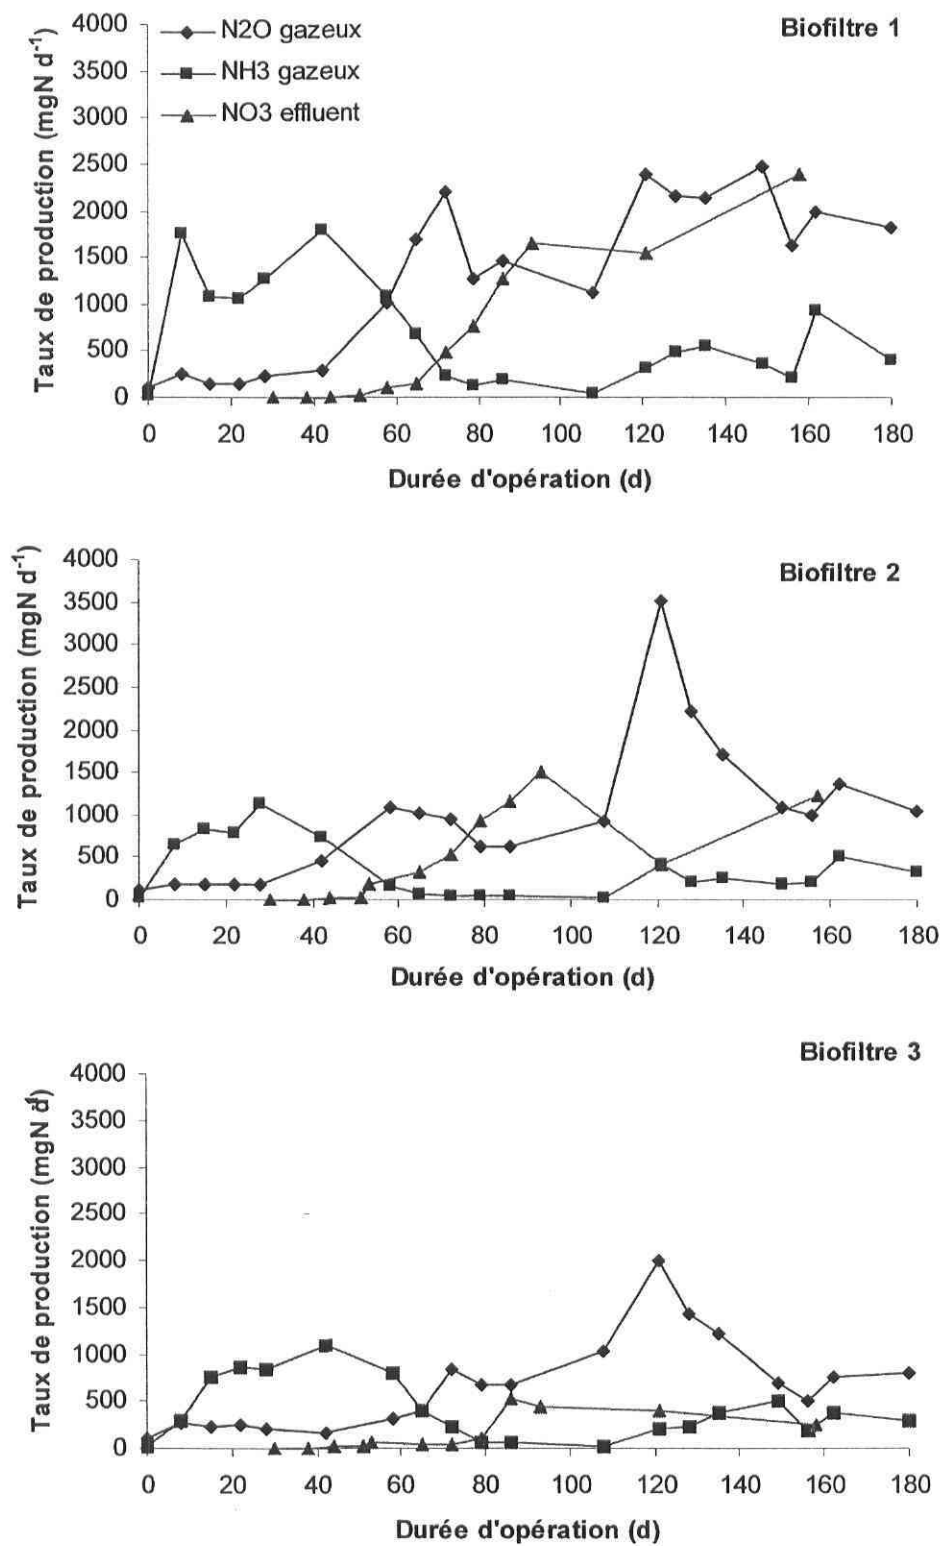 Biofiltre 1
N2O gazeux
NH3 gazeux
NO3 effluent
Taux de production (mgN d-1)
4000
3500
3000
2500
2000
1500
1000
500
0
0 20 40 60 80 100 120 140 160 180
Durée d'opération (d)
Biofiltre 2
Taux de production (mgN d-1)
4000
3500
3000
2500
2000
1500
1000
500
0
0 20 40 60 80 100 120 140 160 180
Durée d'opération (d)
Biofiltre 3
Taux de production (mgN d-1)
4000
3500
3000
2500
2000
1500
1000
500
0
0 20 40 60 80 100 120 140 160 180
Durée d'opération (d)